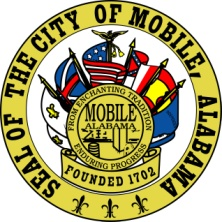 SEAL OF THE CITY OF MOBILE, ALABAMA
FROM ENCHANTING TRADITION
MOBILE
ALABAMA
ENDURING PROGRESS
FOUNDED 1702